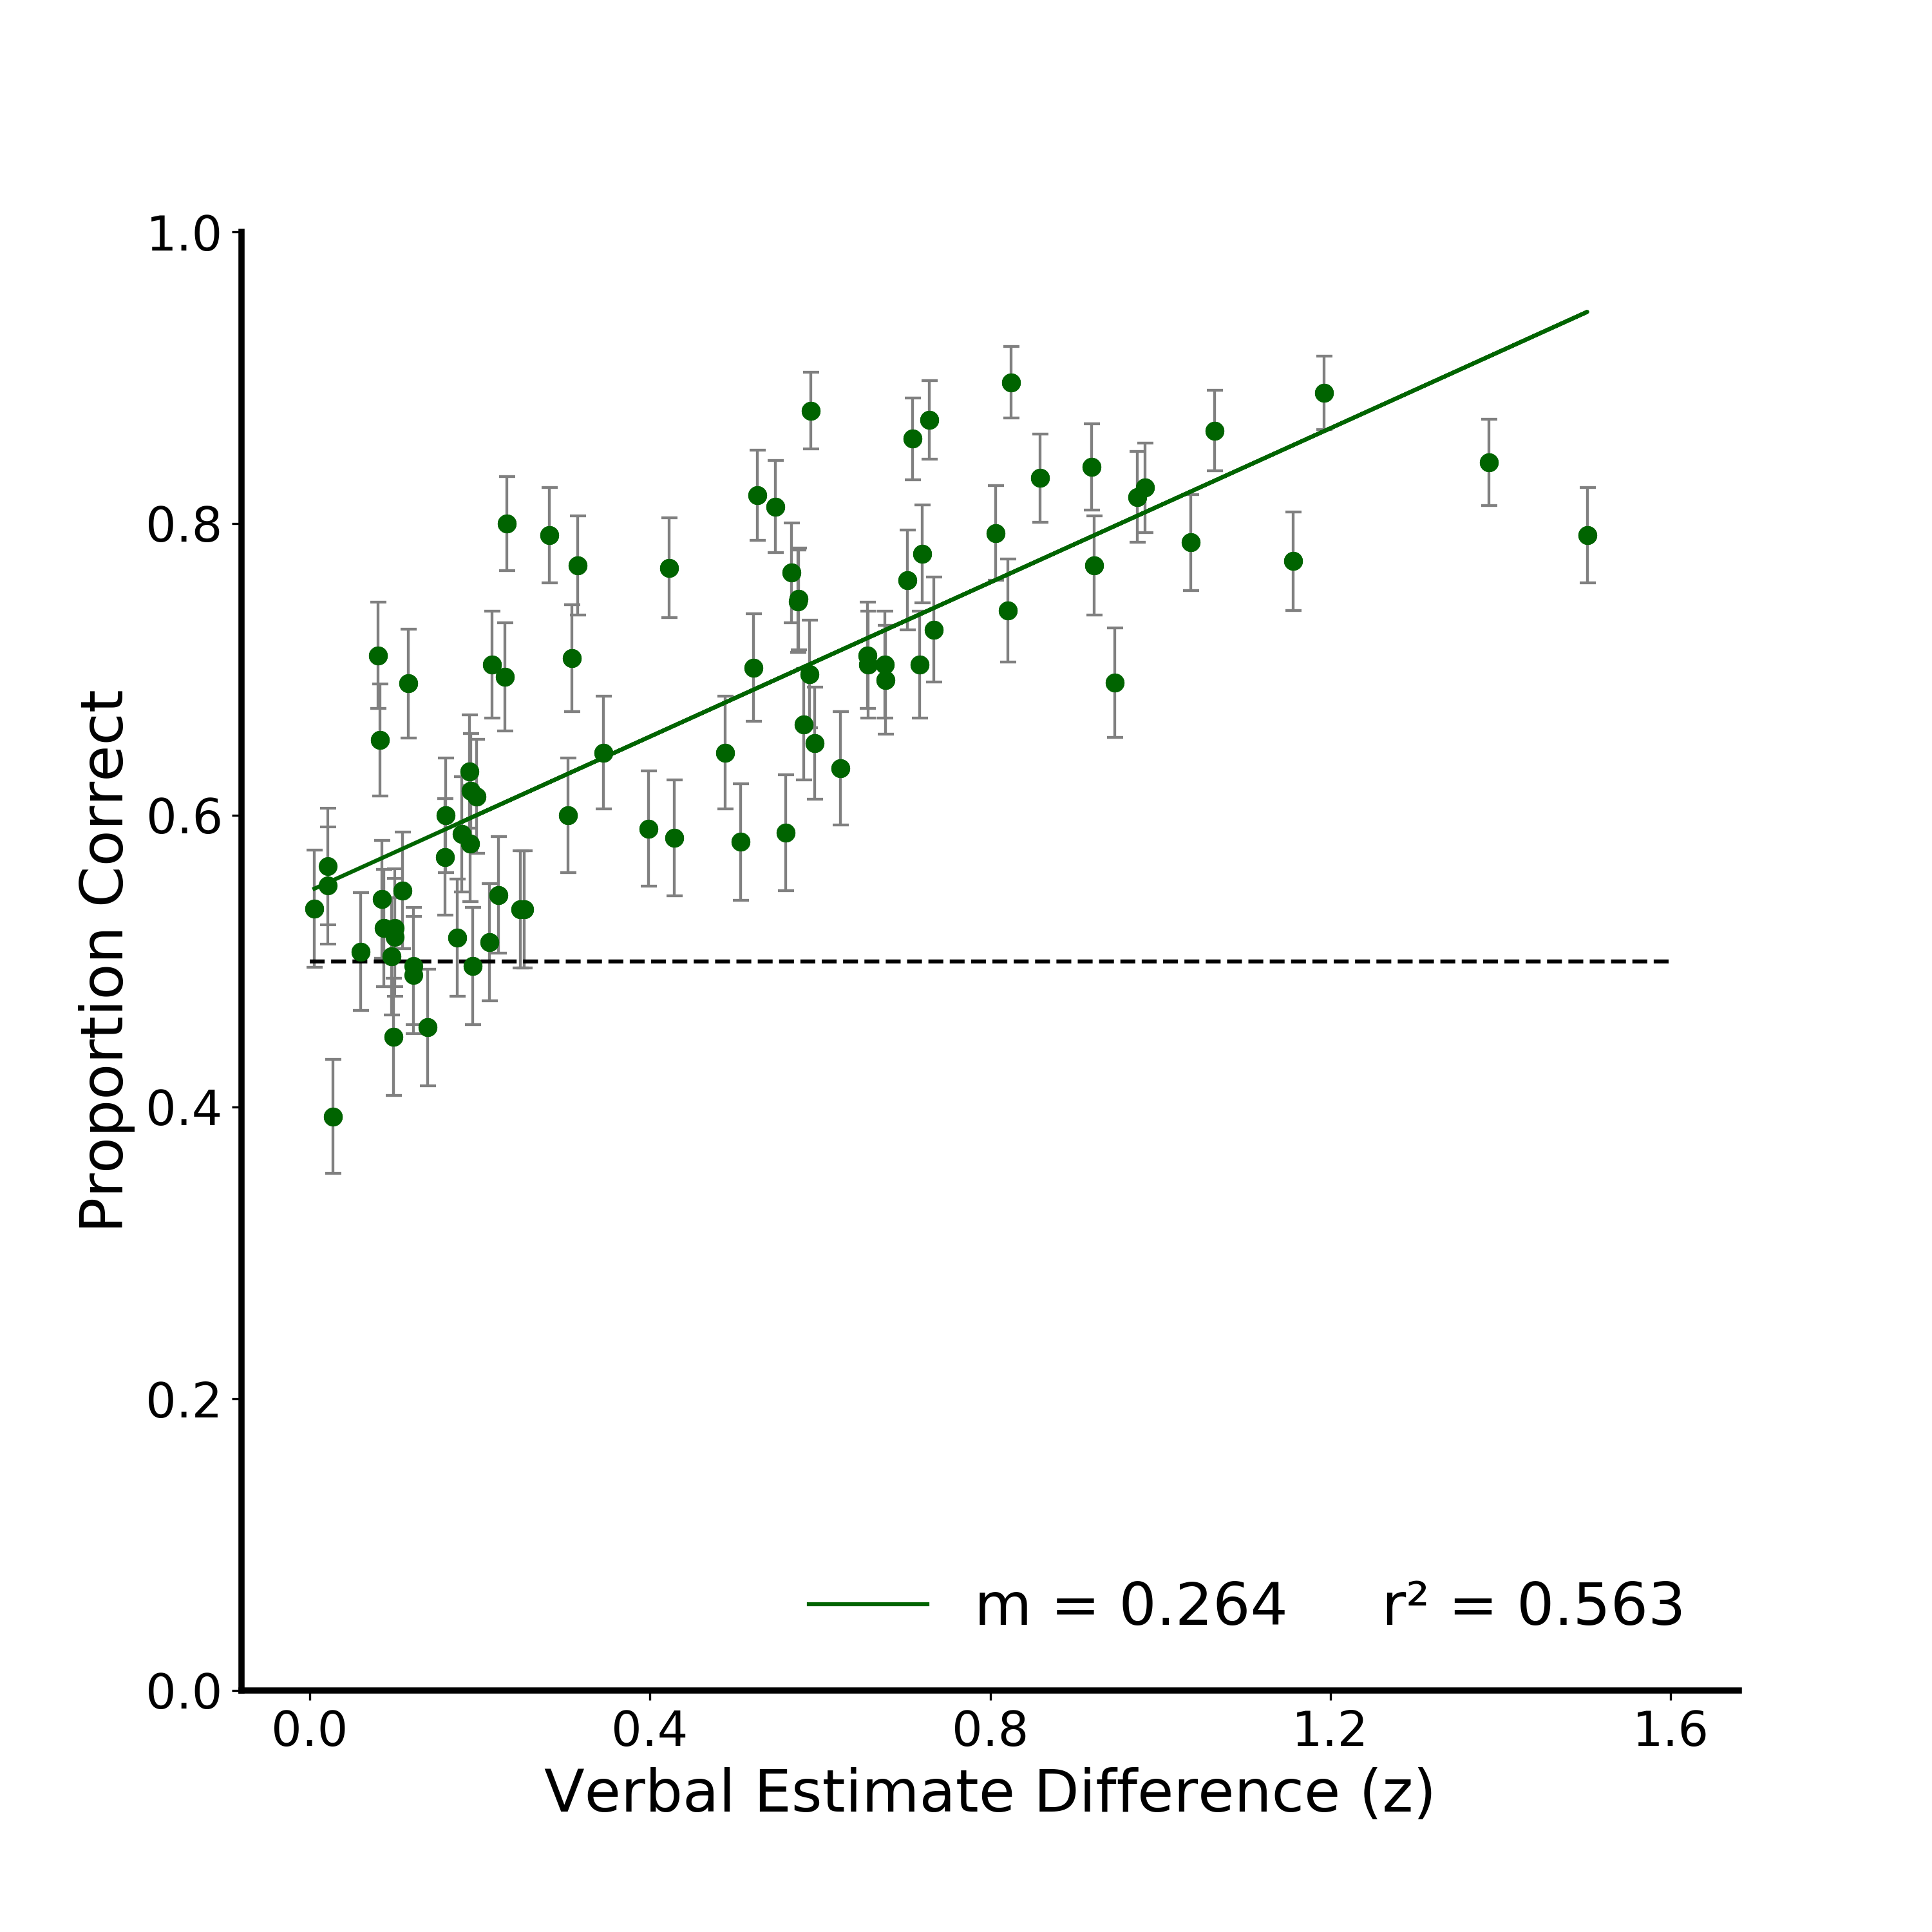 1.0
0.8
0.6
0.4
0.2
0.0
Proportion Correct
m = 0.264 r² = 0.563
0.0 0.4 0.8 1.2 1.6
Verbal Estimate Difference (z)